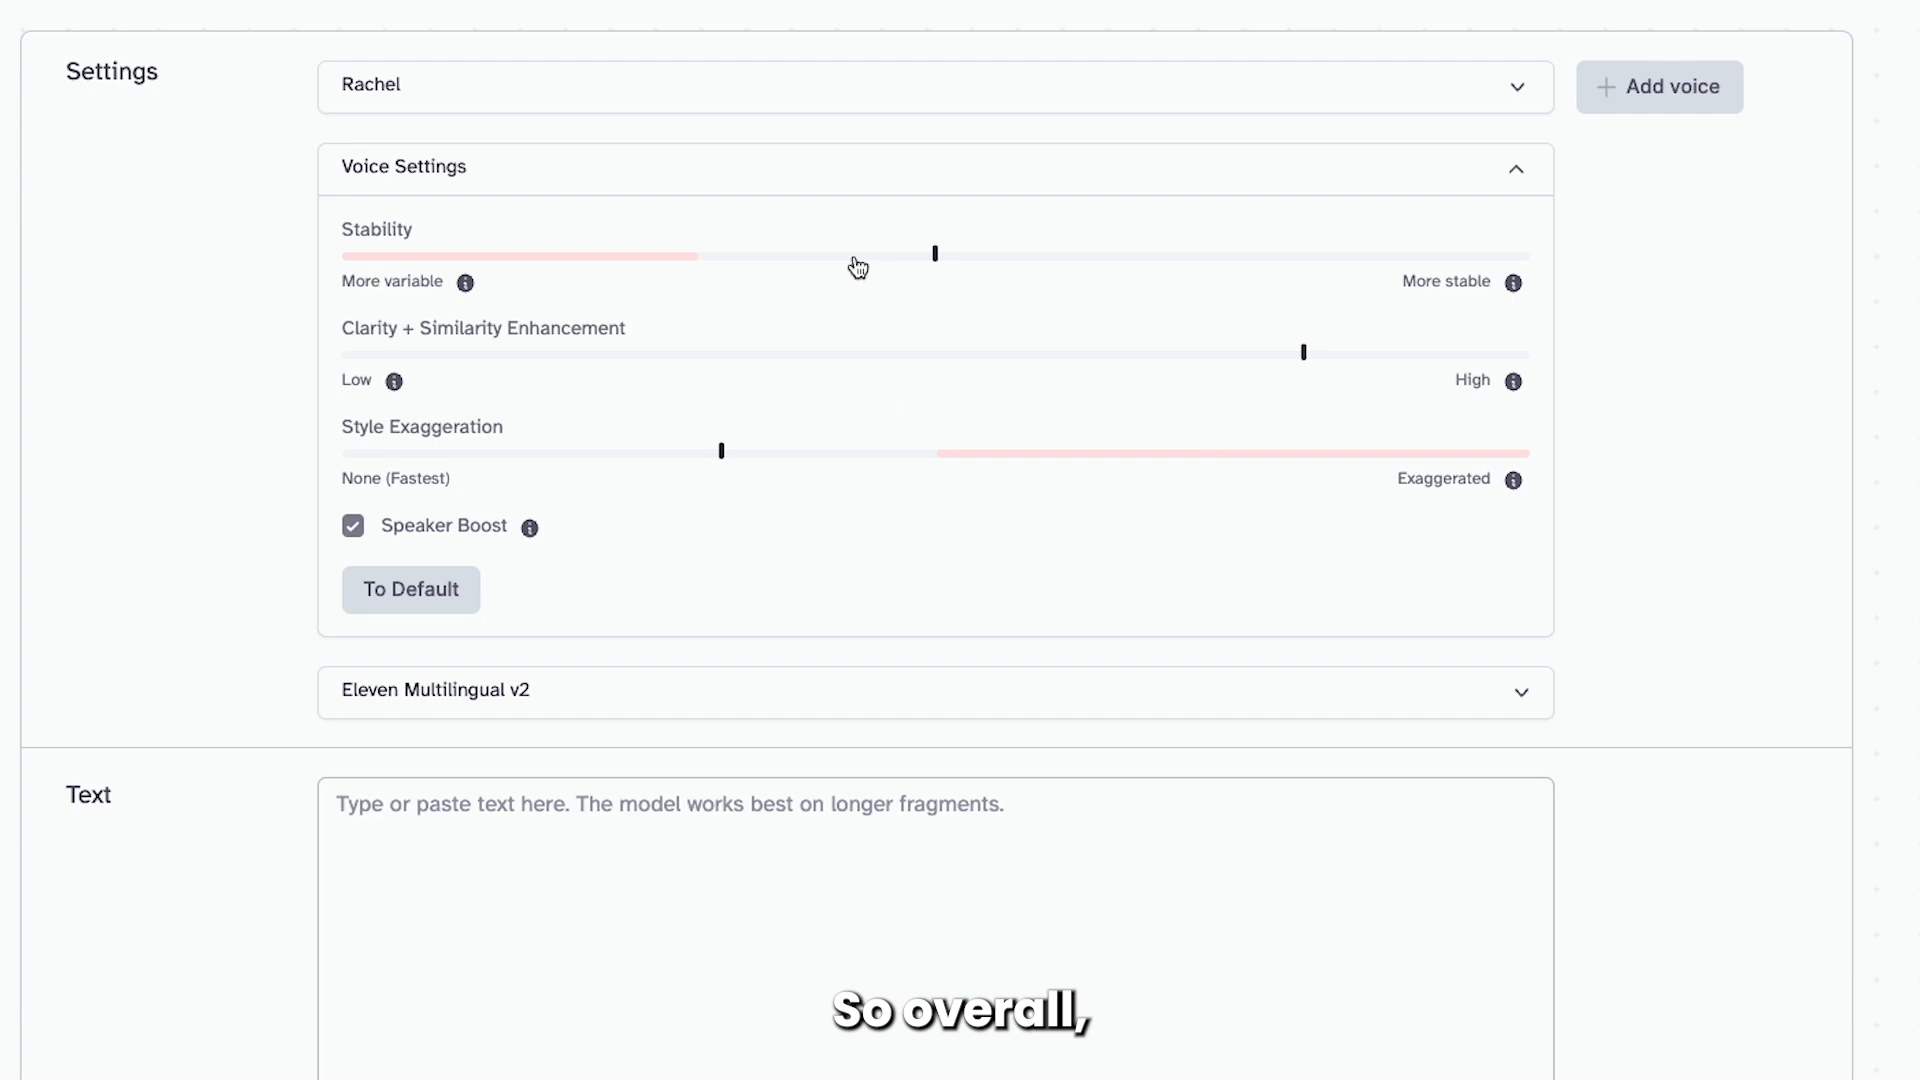 Settings
Rachel
Add voice
Voice Settings
Stability
More variable
More stable
Clarity + Similarity Enhancement
Low
High
Style Exaggeration
None (Fastest)
Exaggerated
Speaker Boost
To Default
Eleven Multilingual v2
Text
Type or paste text here. The model works best on longer fragments.
So overall,